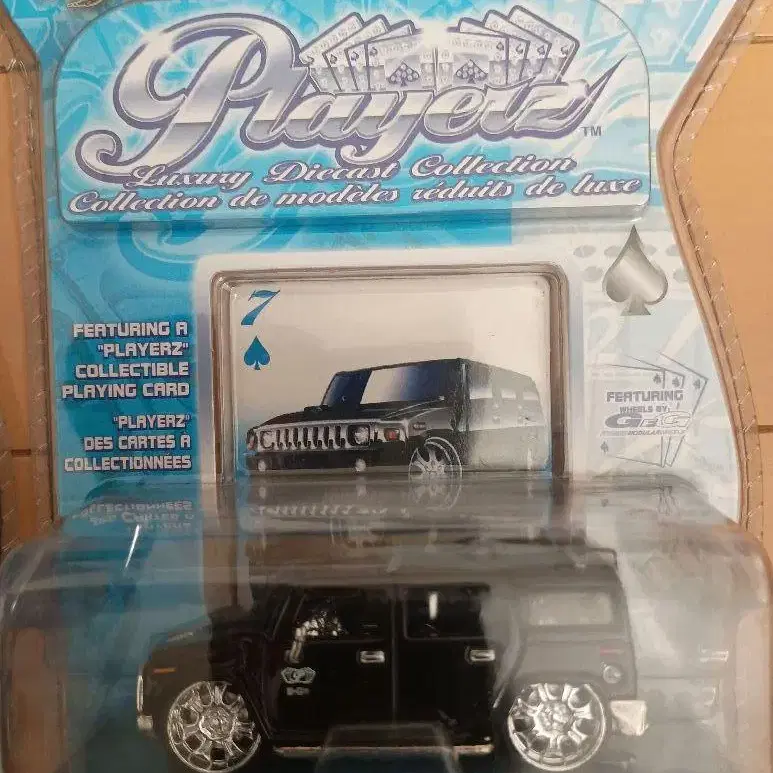 Playerz TM
Luxury Diecast Collection
Collection de modèles réduits de luxe
7
FEATURING A
"PLAYERZ"
COLLECTIBLE
PLAYING CARD
"PLAYERZ"
DES CARTES A
COLLECTIONNÉES
FEATURING
WHEELS BY: